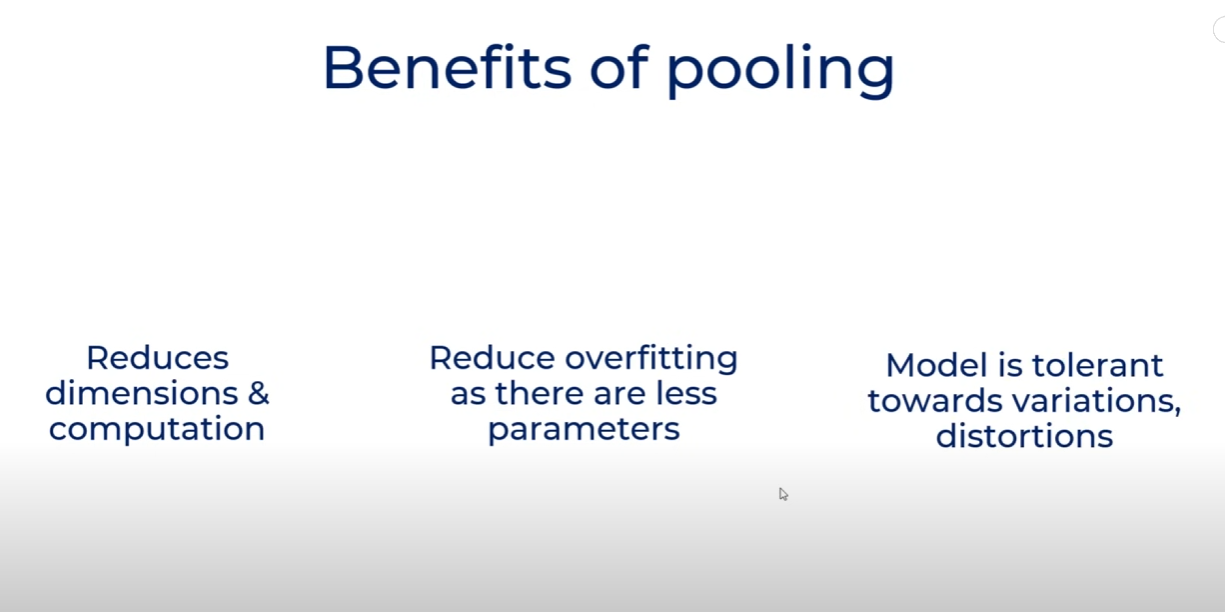 Benefits of pooling
Reduces
dimensions &
computation
Reduce overfitting
as there are less
parameters
Model is tolerant
towards variations,
distortions